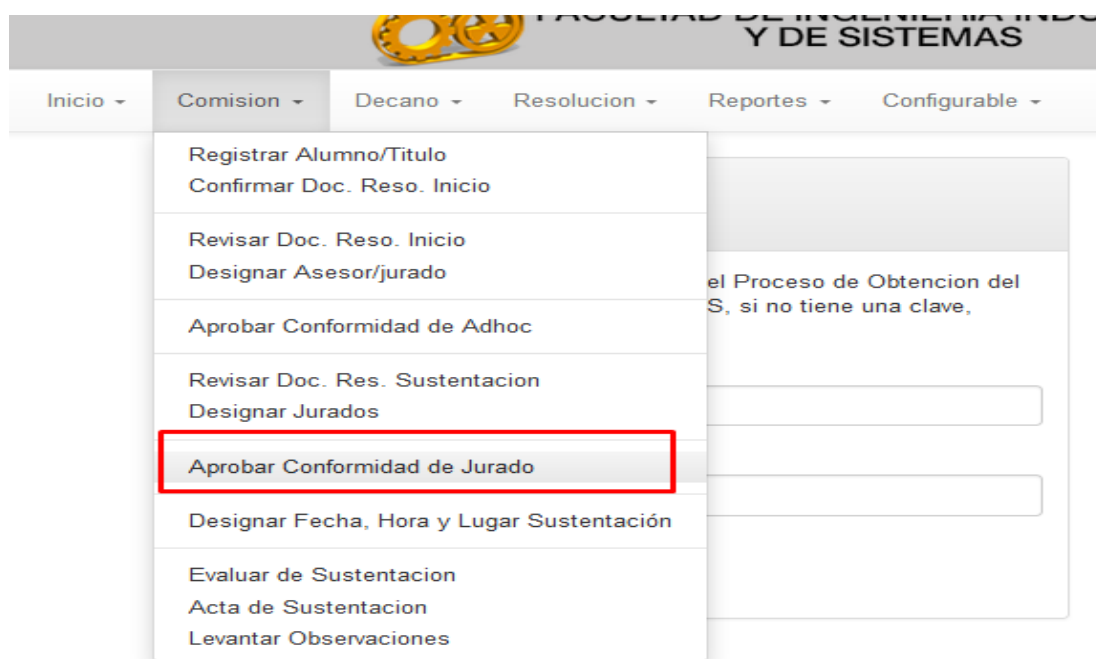 Y DE SISTEMAS
Inicio Comision Decano Resolucion Reportes Configurable
Registrar Alumno/Titulo
Confirmar Doc. Reso. Inicio
Revisar Doc. Reso. Inicio
Designar Asesor/jurado
el Proceso de Obtencion del
S, si no tiene una clave,
Aprobar Conformidad de Adhoc
Revisar Doc. Res. Sustentacion
Designar Jurados
Aprobar Conformidad de Jurado
Designar Fecha, Hora y Lugar Sustentación
Evaluar de Sustentacion
Acta de Sustentacion
Levantar Observaciones